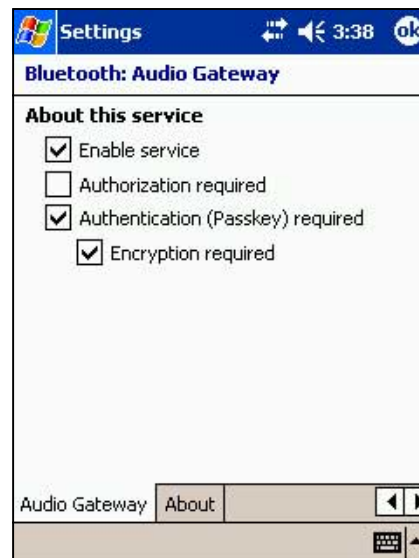 Settings 3:38 ok
Bluetooth: Audio Gateway
About this service
Enable service
Authorization required
Authentication (Passkey) required
Encryption required
Audio Gateway About